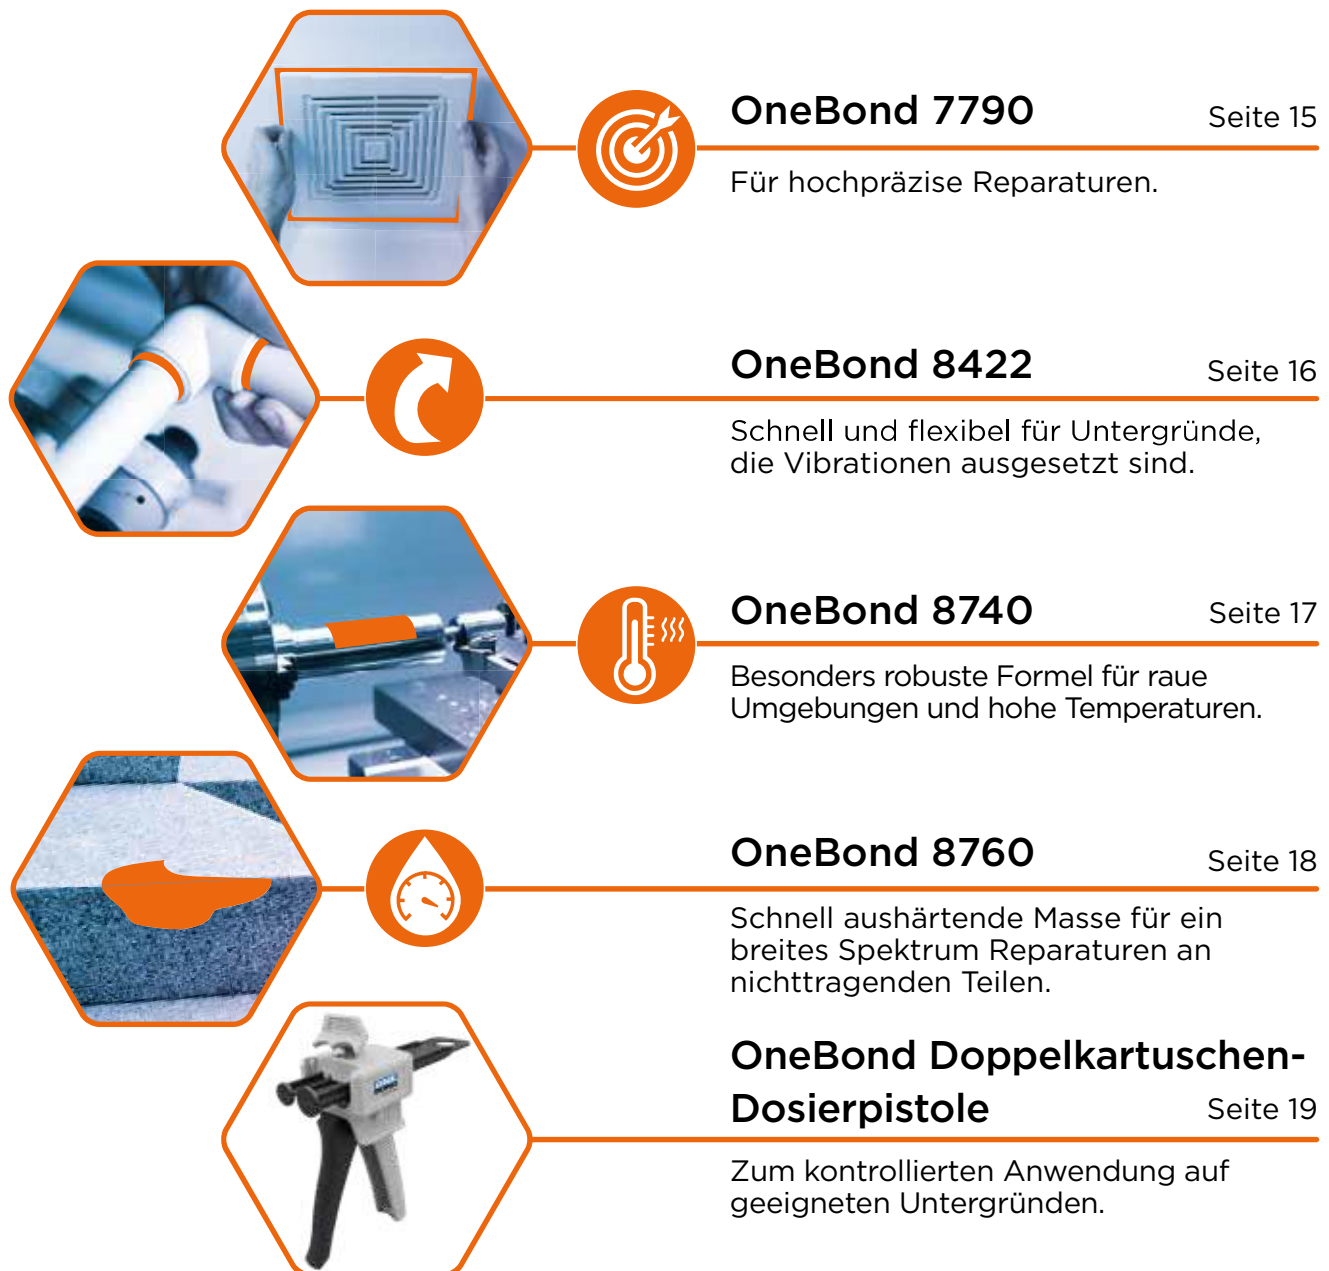 OneBond 7790
Seite 15
Für hochpräzise Reparaturen.
OneBond 8422
Seite 16
Schnell und flexibel für Untergründe,
die Vibrationen ausgesetzt sind.
OneBond 8740
Seite 17
Besonders robuste Formel für raue
Umgebungen und hohe Temperaturen.
OneBond 8760
Seite 18
Schnell aushärtende Masse für ein
breites Spektrum Reparaturen an
nichttragenden Teilen.
OneBond Doppelkartuschen-
Dosierpistole
Seite 19
Zum kontrollierten Anwendung auf
geeigneten Untergründen.